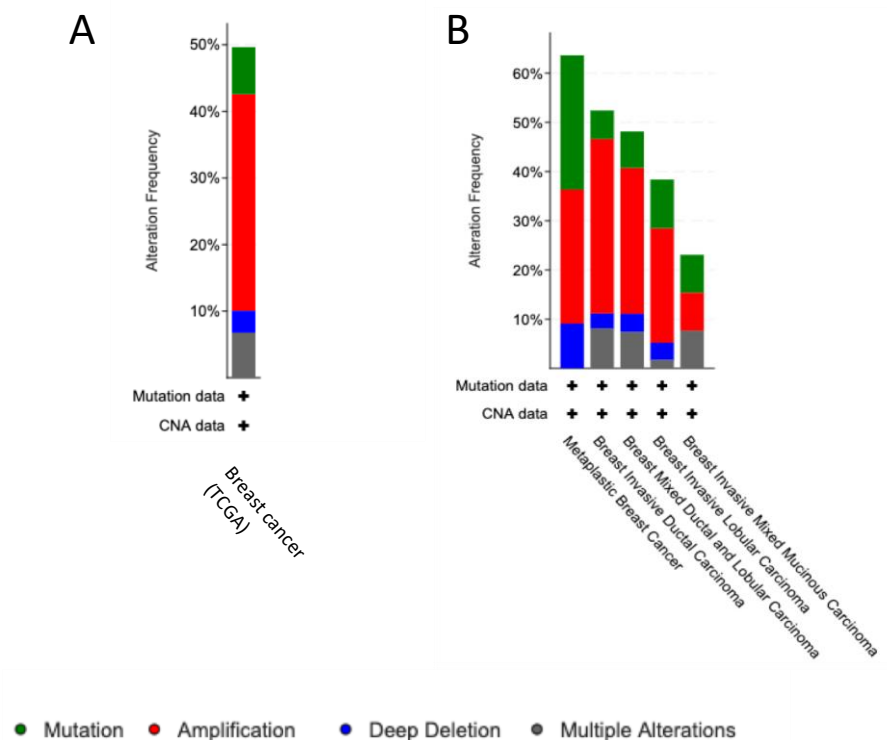 A
50%
40%
30%
20%
10%
Alteration Frequency
Mutation data
CNA data
Breast cancer
(TCGA)
B
60%
50%
40%
30%
20%
10%
Alteration Frequency
Mutation data
CNA data
Metaplastic Breast Cancer
Breast Invasive Ductal Carcinoma
Breast Mixed Ductal and Lobular Carcinoma
Breast Invasive Lobular Carcinoma
Breast Invasive Mixed Mucinous Carcinoma
Mutation
Amplification
Deep Deletion
Multiple Alterations